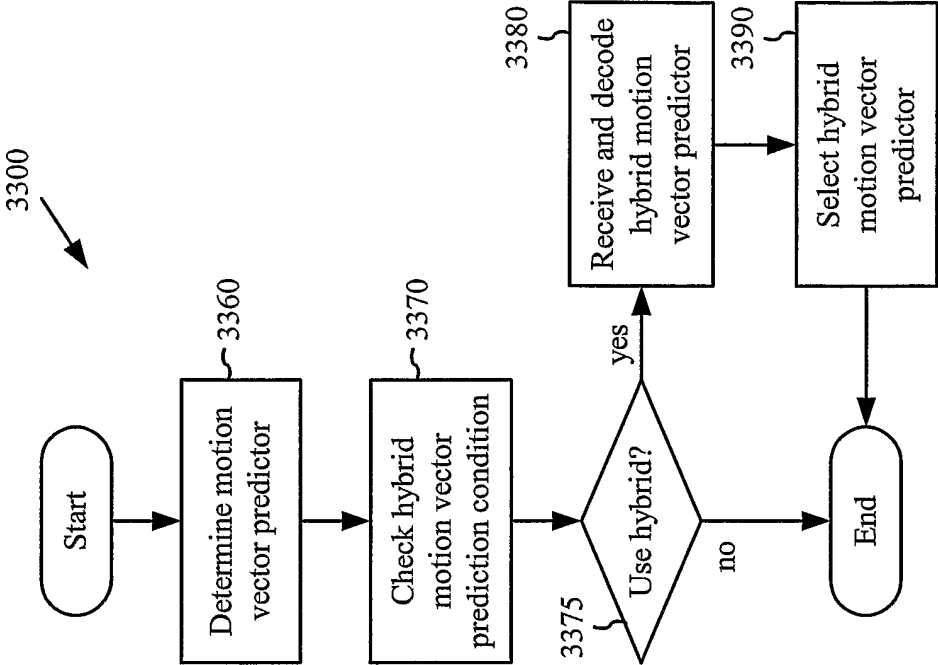 3300
Start
3360
Determine motion
vector predictor
3370
Check hybrid
motion vector
prediction condition
3375
Use hybrid?
yes
no
3380
Receive and decode
hybrid motion
vector predictor
3390
Select hybrid
motion vector
predictor
End